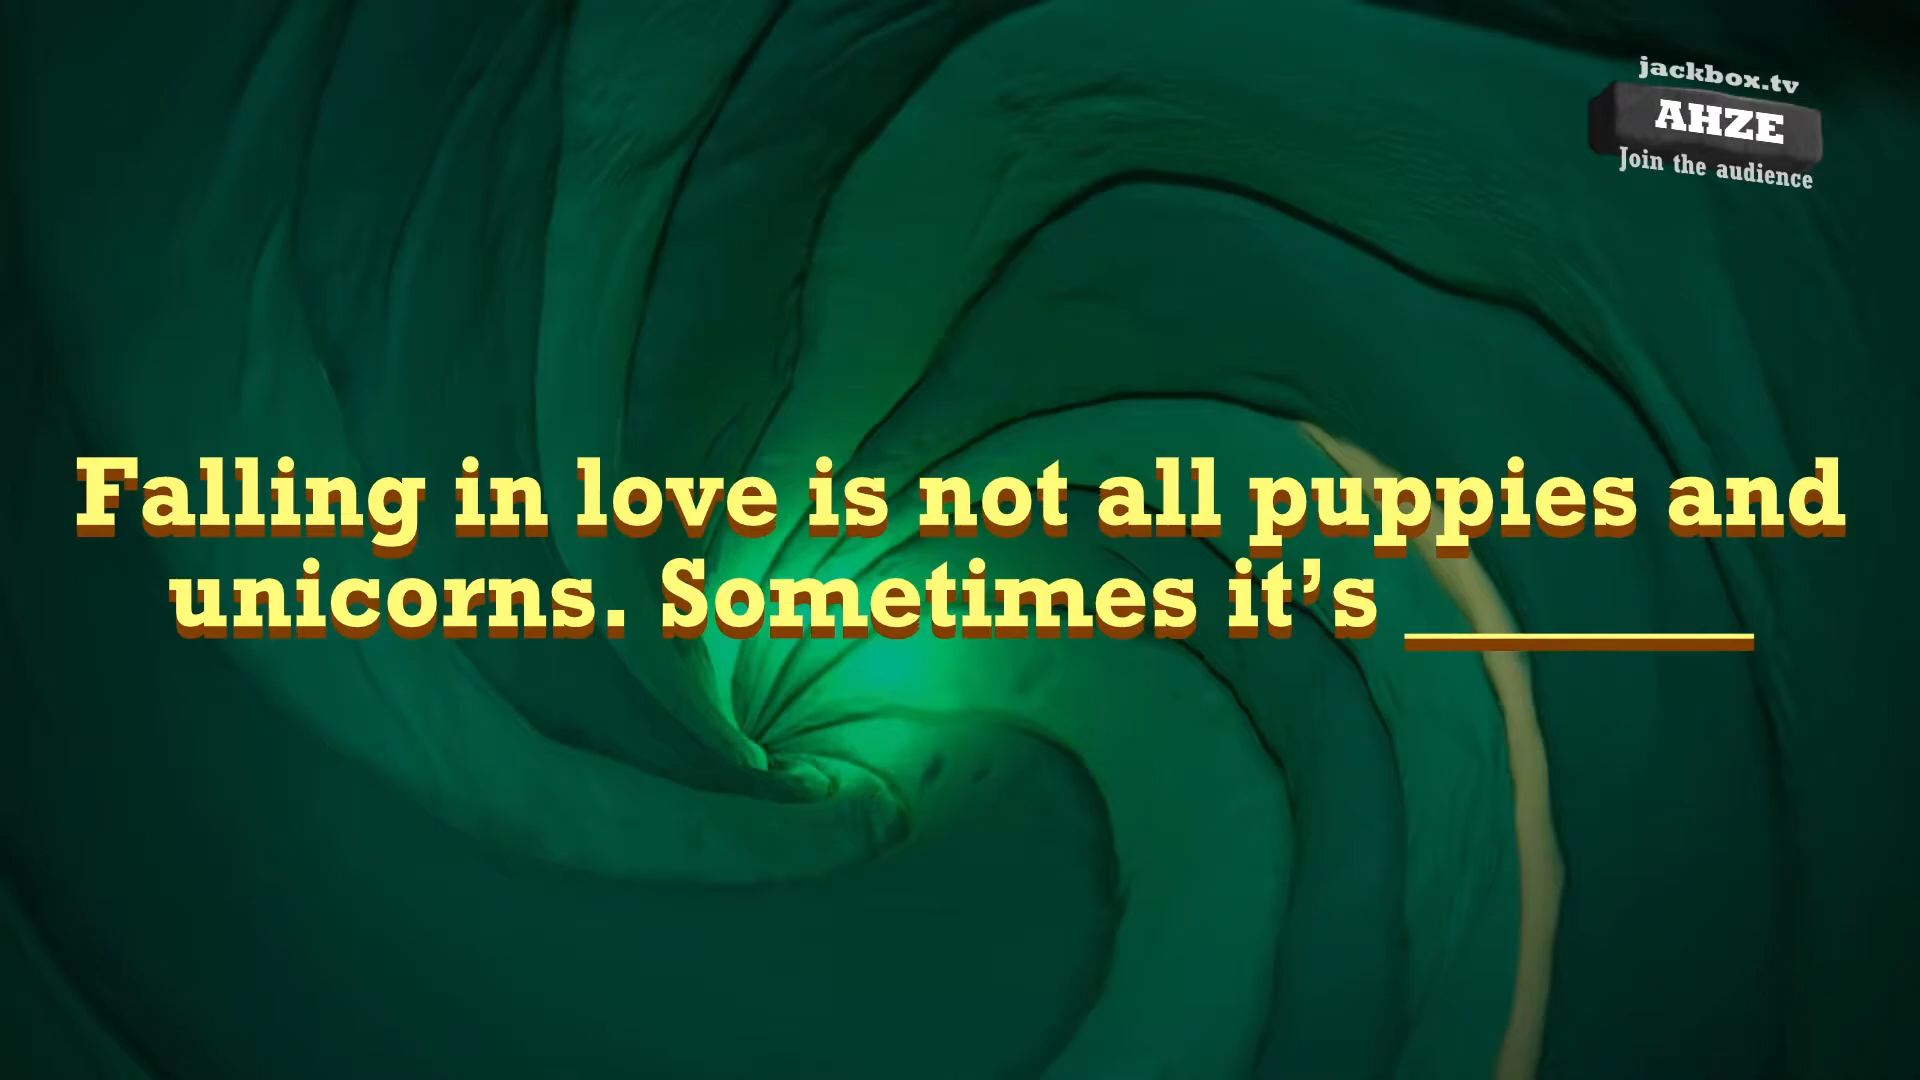 jackbox.tv
AHZE
Join the audience
Falling in love is not all puppies and
unicorns. Sometimes it’s ________